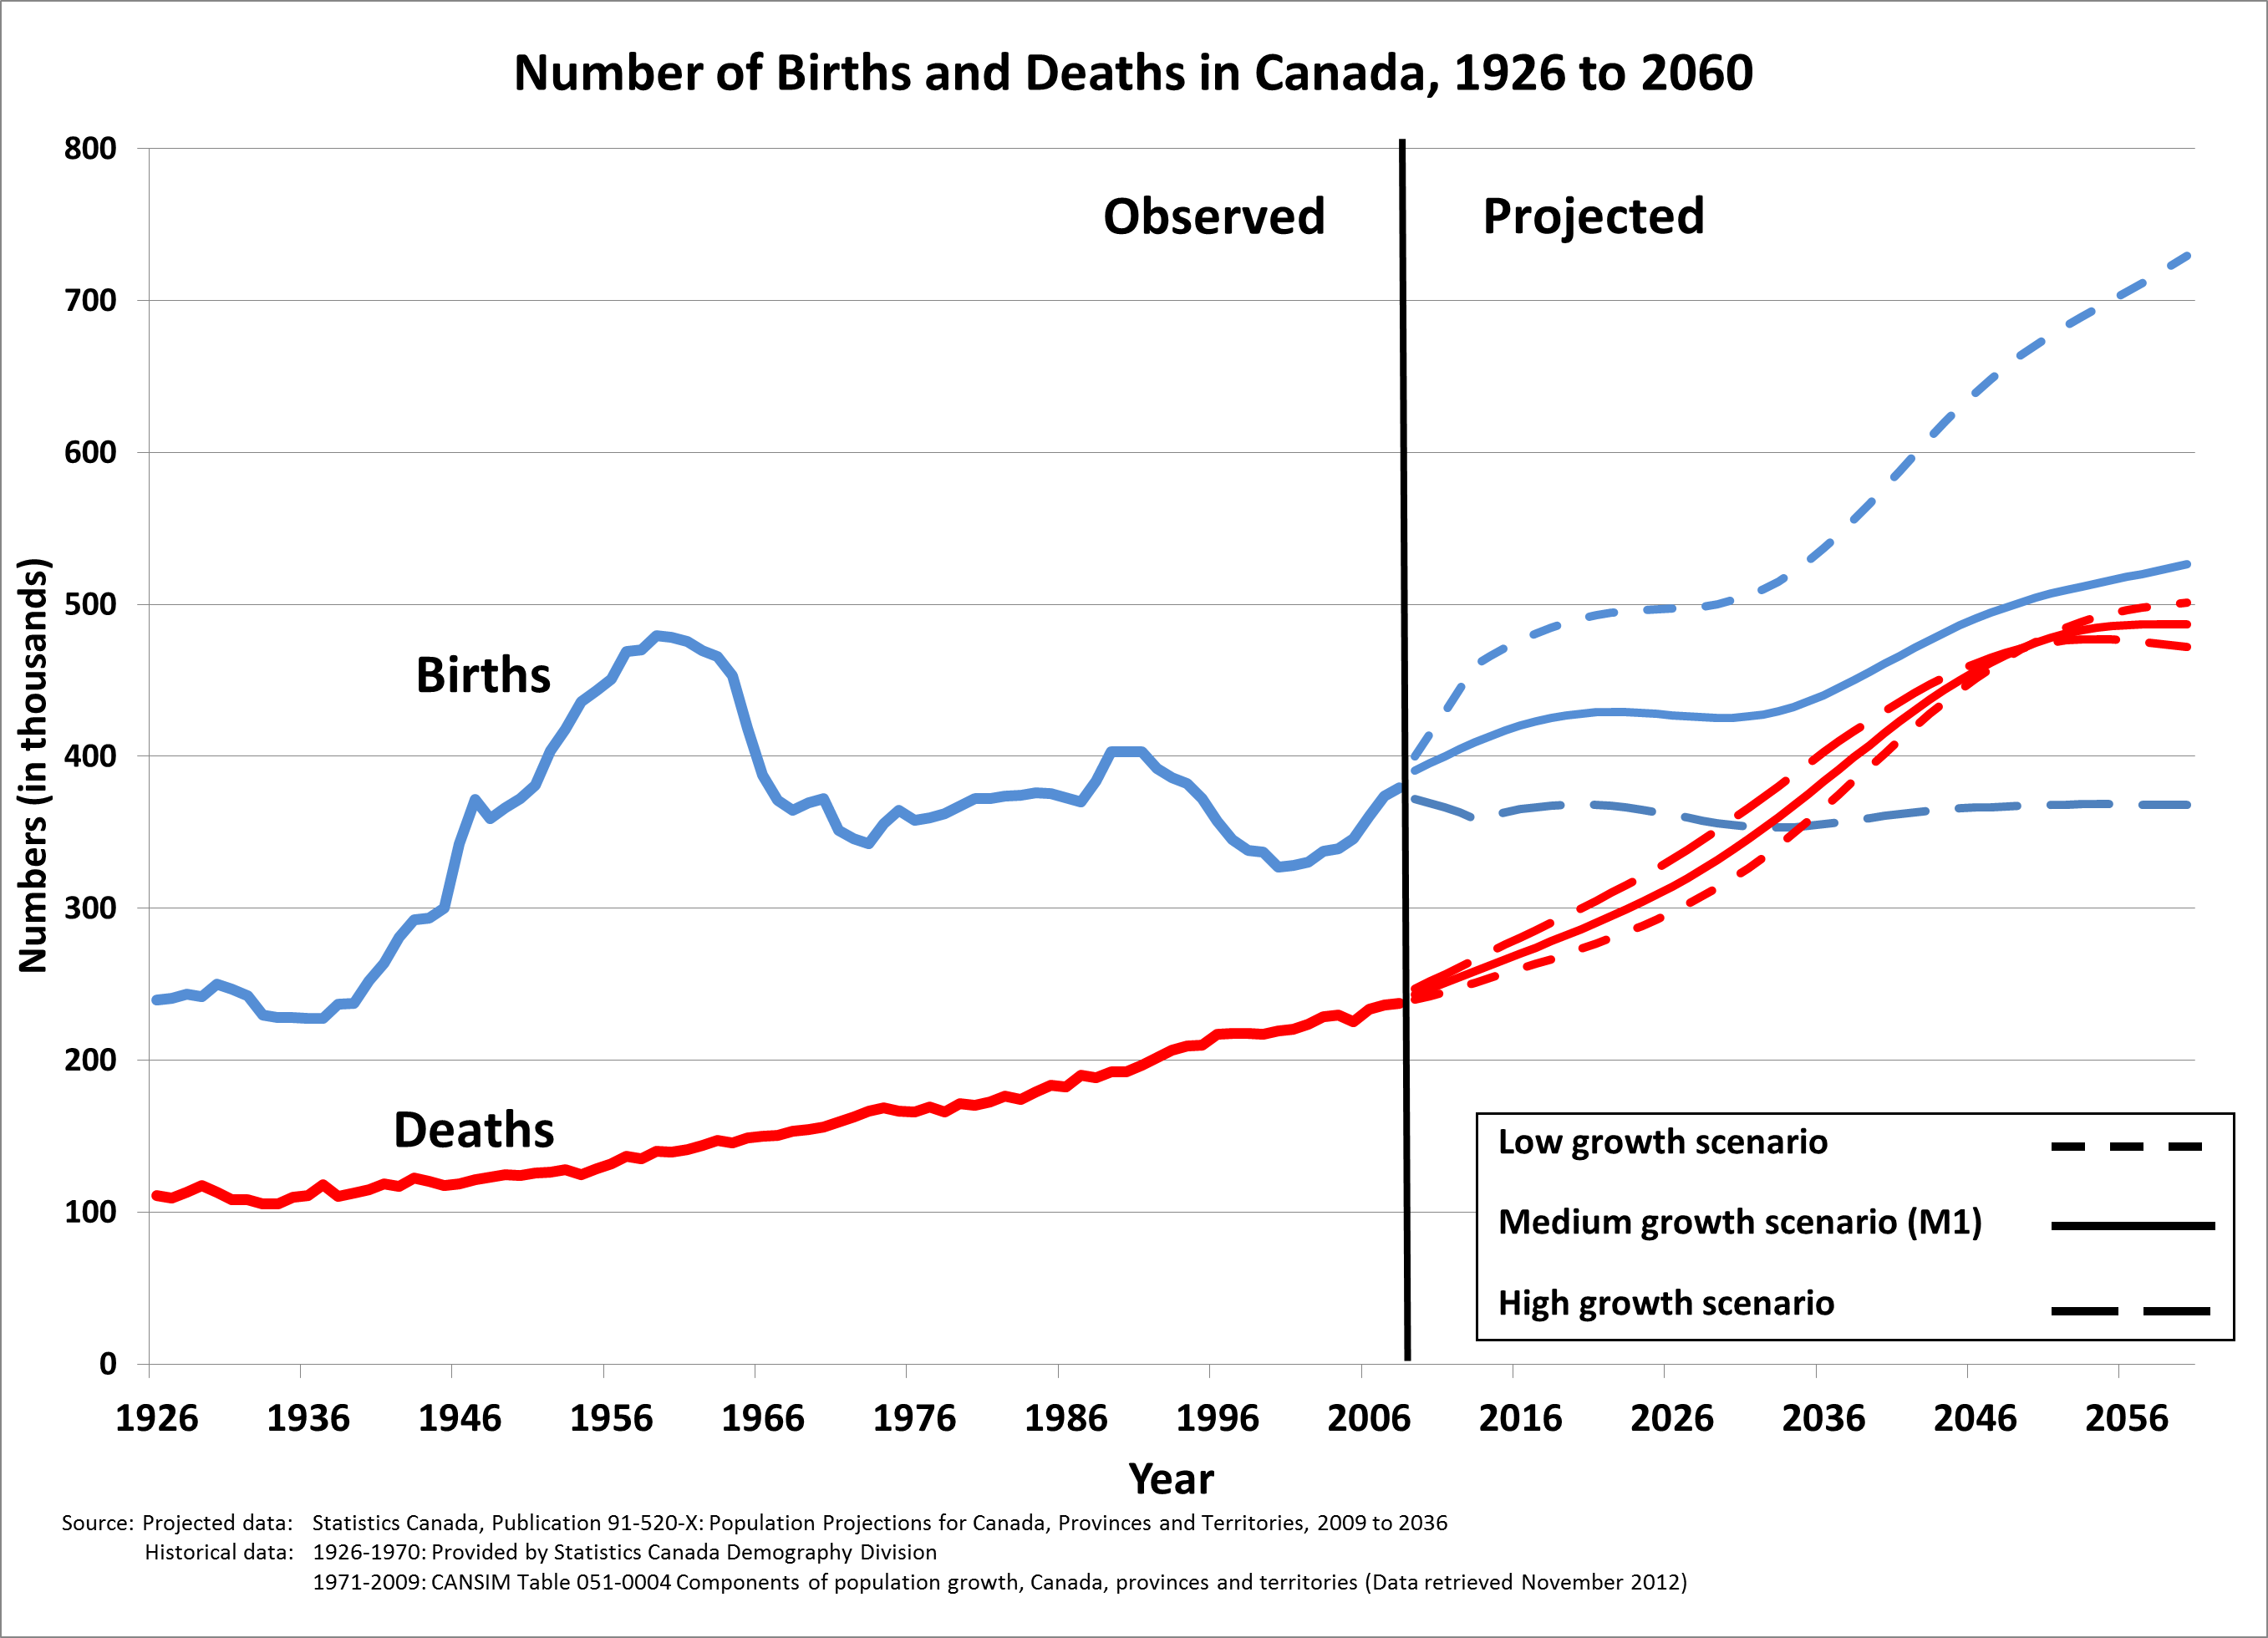 Number of Births and Deaths in Canada, 1926 to 2060
800
Observed
Projected
700
600
Births
500
400
300
200
Deaths
100
0
Numbers (in thousands)
Low growth scenario
Medium growth scenario (M1)
High growth scenario
1926 1936 1946 1956 1966 1976 1986 1996 2006 2016 2026 2036 2046 2056
Year
Source: Projected data: Statistics Canada, Publication 91-520-X: Population Projections for Canada, Provinces and Territories, 2009 to 2036
Historical data: 1926-1970: Provided by Statistics Canada Demography Division
1971-2009: CANSIM Table 051-0004 Components of population growth, Canada, provinces and territories (Data retrieved November 2012)